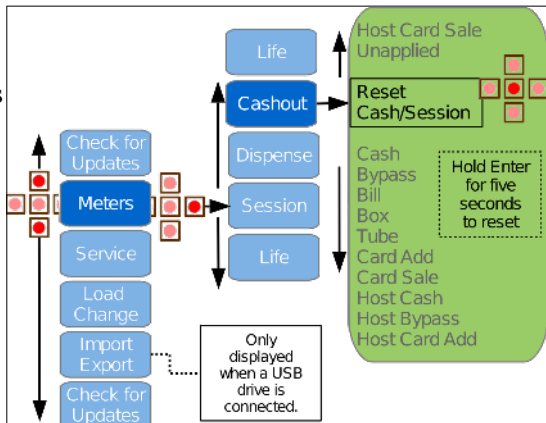 s
Check for
Updates
Meters
Service
Load
Change
Import
Export
Check for
Updates
Life
Cashout
Dispense
Session
Life
Only
displayed
when a USB
drive is
connected.
Host Card Sale
Unapplied
Reset
Cash/Session
Cash
Bypass
Bill
Box
Tube
Card Add
Card Sale
Host Cash
Host Bypass
Host Card Add
Hold Enter
for five
seconds
to reset